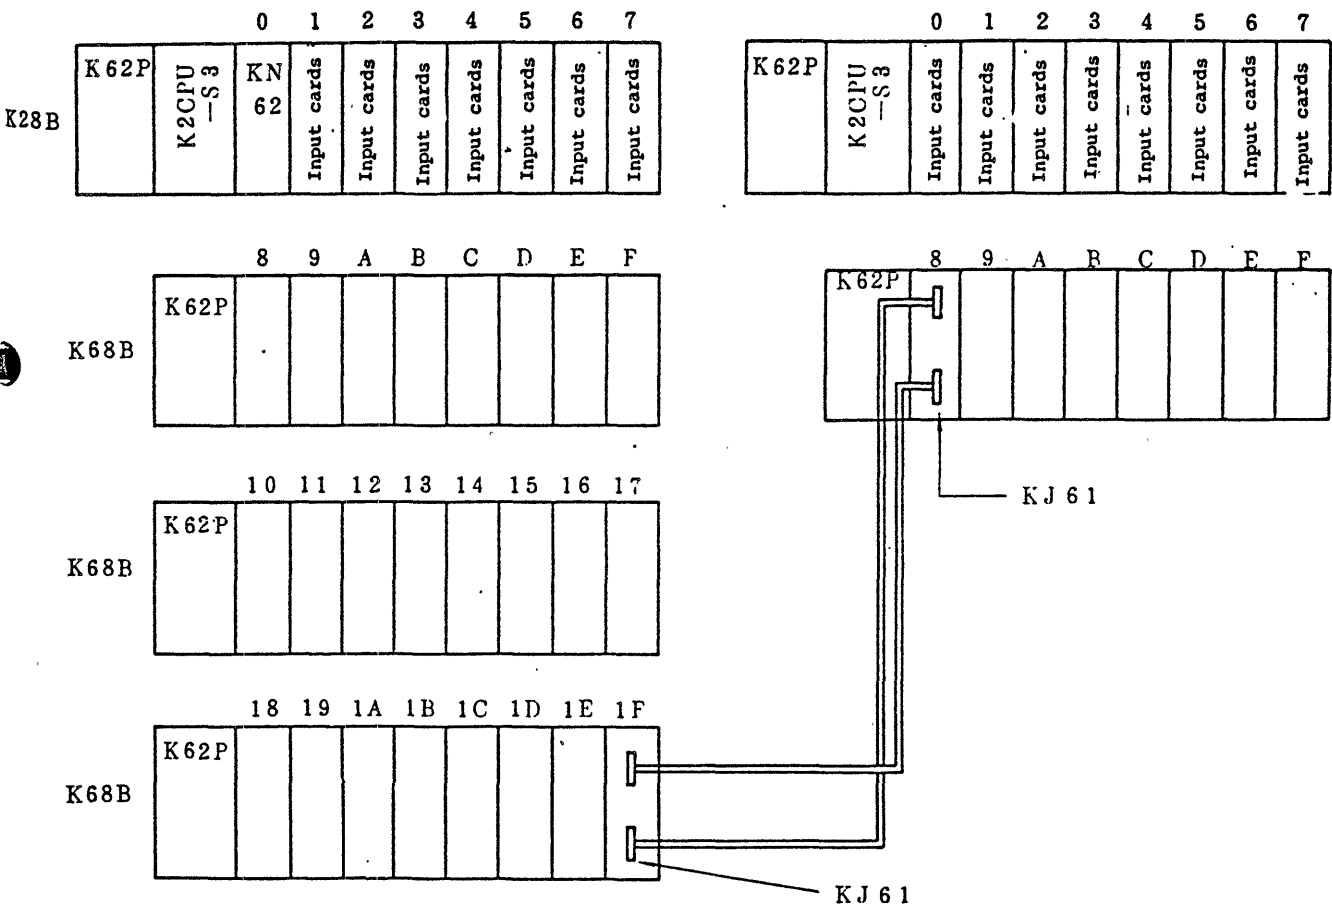 0 1 2 3 4 5 6 7
K28B
K62P
K2CPU
—S3
KN
62
Input cards
Input cards
Input cards
Input cards
Input cards
Input cards
Input cards
0 1 2 3 4 5 6 7
K62P
K2CPU
—S3
Input cards
Input cards
Input cards
Input cards
Input cards
Input cards
Input cards
Input cards
8 9 A B C D E F
K68B
K62P
8 9 A B C D E F
K62P
KJ61
10 11 12 13 14 15 16 17
K68B
K62P
18 19 1A 1B 1C 1D 1E 1F
K68B
K62P
KJ61